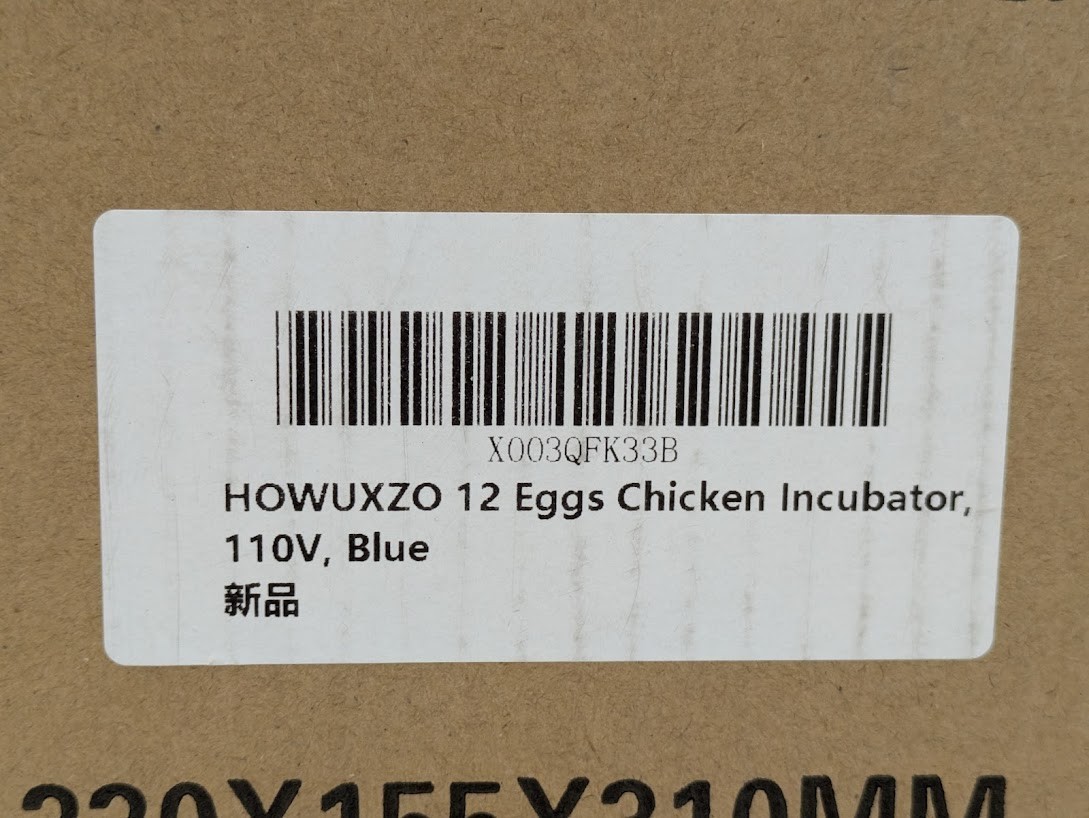 X003QFK33B
HOWUXZO 12 Eggs Chicken Incubator,
110V, Blue
新品